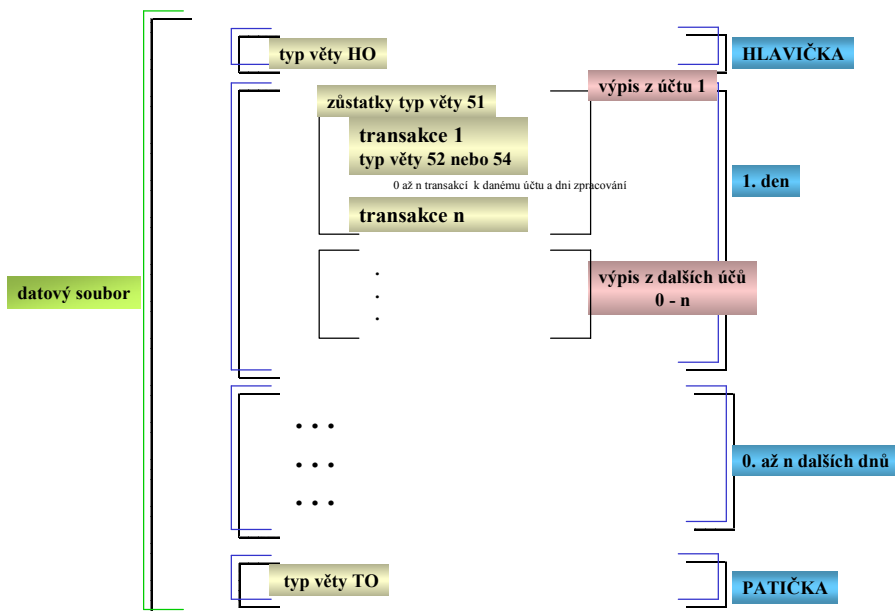 typ věty HO
HLAVIČKA
zůstatky typ věty 51
výpis z účtu 1
transakce 1
typ věty 52 nebo 54
0 až n transakcí k danému účtu a dni zpracování
1. den
transakce n
datový soubor
.
.
.
výpis z dalších účů
0 - n
• • •
• • •
• • •
0. až n dalších dnů
typ věty TO
PATIČKA